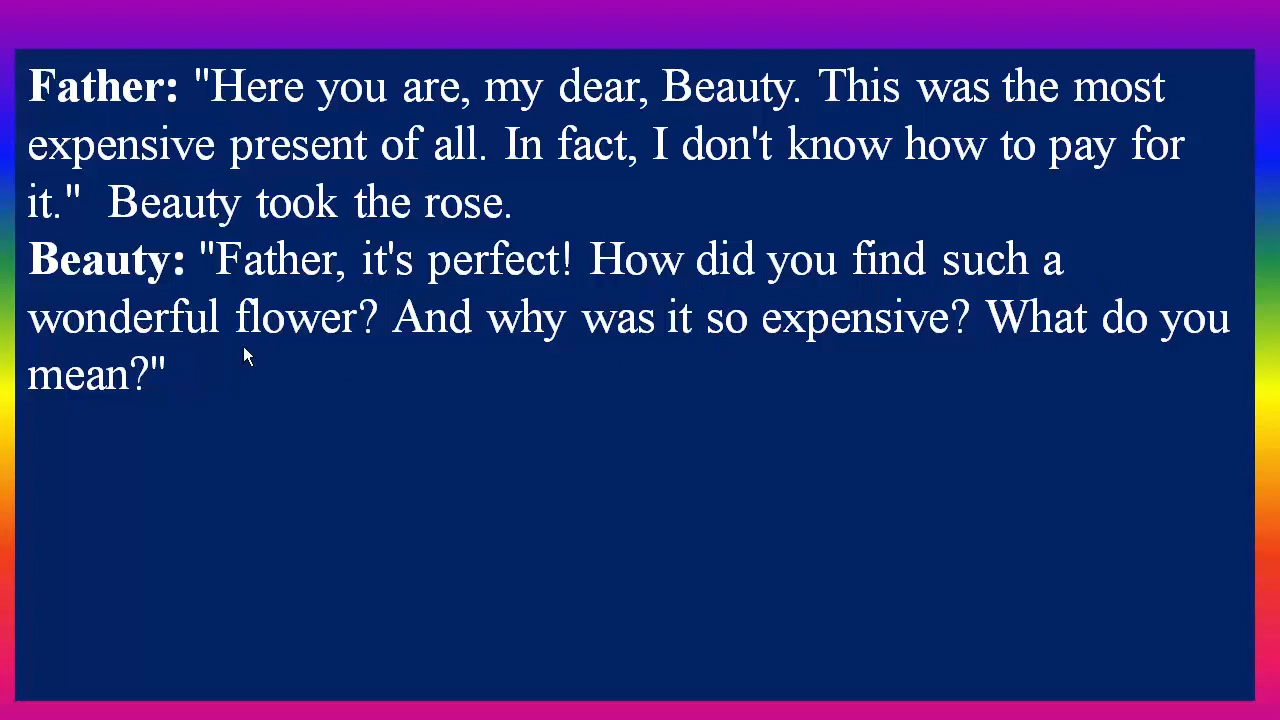 Father: "Here you are, my dear, Beauty. This was the most
expensive present of all. In fact, I don't know how to pay for
it."  Beauty took the rose.
Beauty: "Father, it's perfect! How did you find such a
wonderful flower? And why was it so expensive? What do you
mean?"